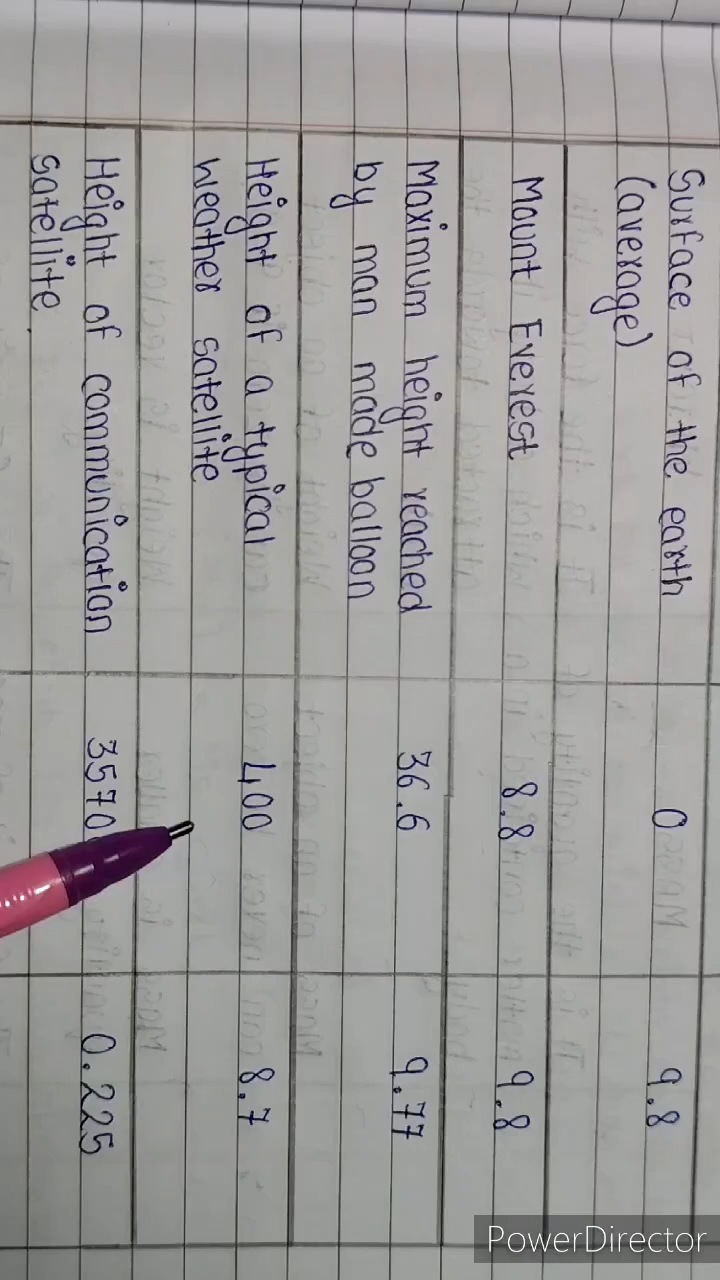 Surface of the earth 0 9.8
(average)
Mount Everest 8.8 9.8
Maximum height reached 36.6 9.77
by man made balloon
Height of a typical 400 8.7
weather satellite
Height of communication 3570 0.225
satellite
PowerDirector